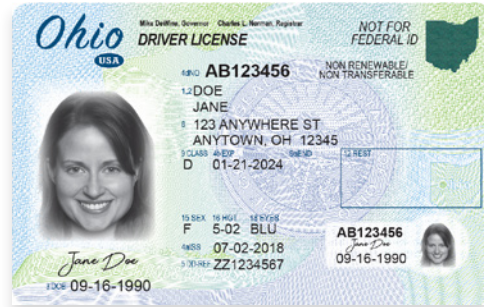 Ohio
USA
Mike DeWine, Governor Charles L. Norman, Registrar
DRIVER LICENSE
NOT FOR
FEDERAL ID
4dNO AB123456
NON RENEWABLE/
NON TRANSFERABLE
1,2 DOE
JANE
8 123 ANYWHERE ST
ANYTOWN, OH 12345
9 CLASS 4b EXP 9a END 12 REST
D 01-21-2024
15 SEX 16 HGT 18 EYES
F 5-02 BLU
4a ISS 07-02-2018
5 DD-REF ZZ1234567
Jane Doe
3 DOB 09-16-1990
AB123456
Jane Doe
09-16-1990